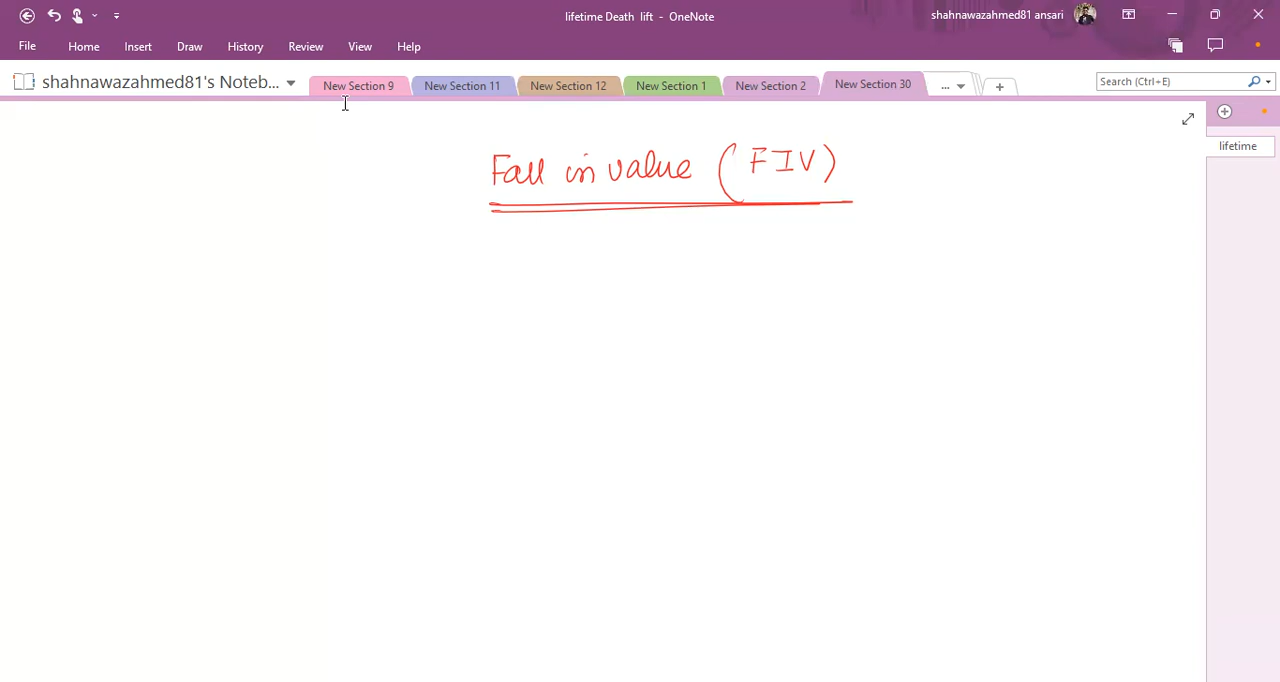 lifetime Death lift - OneNote
shahnawazahmed81 ansari
File Home Insert Draw History Review View Help
shahnawazahmed81's Noteb...
New Section 9 New Section 11 New Section 12 New Section 1 New Section 2 New Section 30 ...
Search (Ctrl+E)
lifetime
Fall in value (FIV)